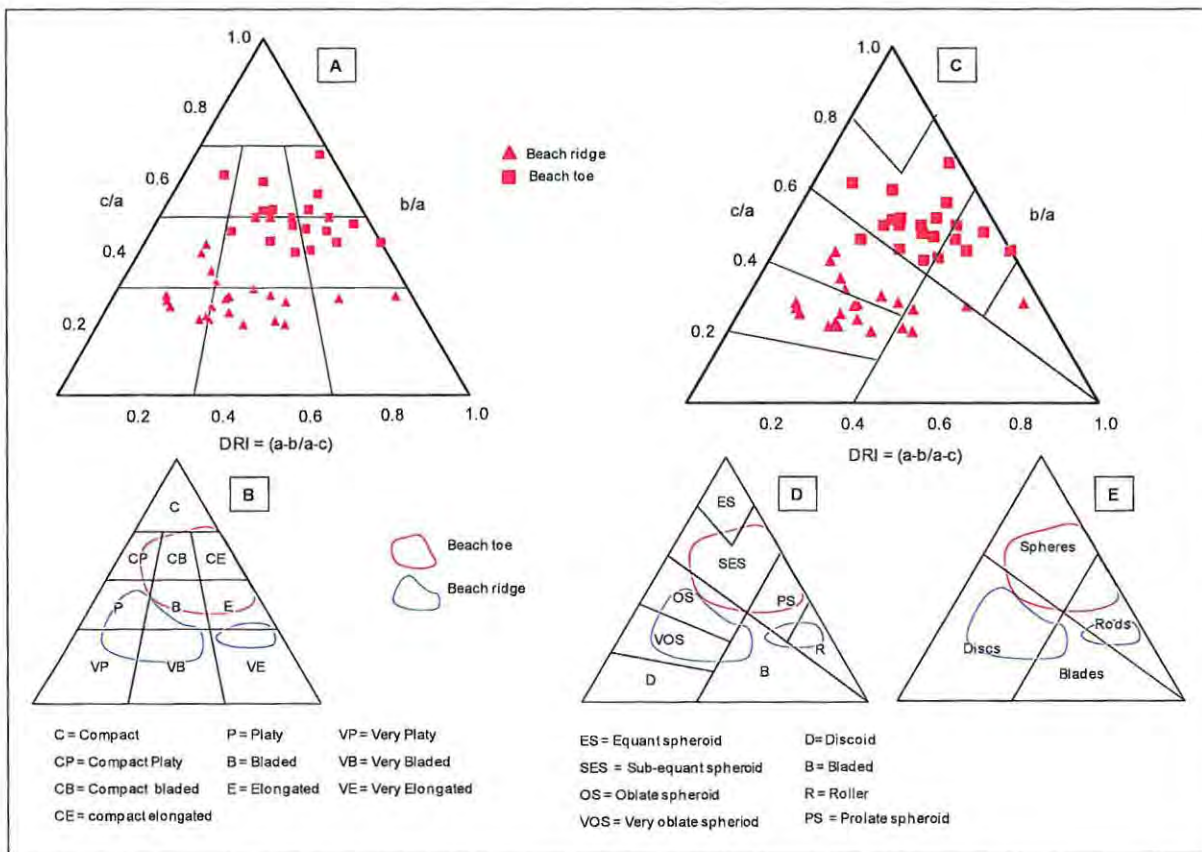 1.0
A
0.8
0.6
c/a
b/a
0.4
0.2
0.2 0.4 0.6 0.8 1.0
DRI = (a-b/a-c)
Beach ridge
Beach toe
1.0
C
0.8
0.6
c/a
b/a
0.4
0.2
0.2 0.4 0.6 0.8 1.0
DRI = (a-b/a-c)
B
C
CP CB CE
P B E
VP VB VE
Beach toe
Beach ridge
D
ES
SES
OS PS
VOS R
D B
E
Spheres
Rods
Discs
Blades
C = Compact P = Platy VP = Very Platy
CP = Compact Platy B = Bladed VB = Very Bladed
CB = Compact bladed E = Elongated VE = Very Elongated
CE = compact elongated
ES = Equant spheroid D= Discoid
SES = Sub-equant spheroid B = Bladed
OS = Oblate spheroid R = Roller
VOS = Very oblate spheriod PS = Prolate spheroid